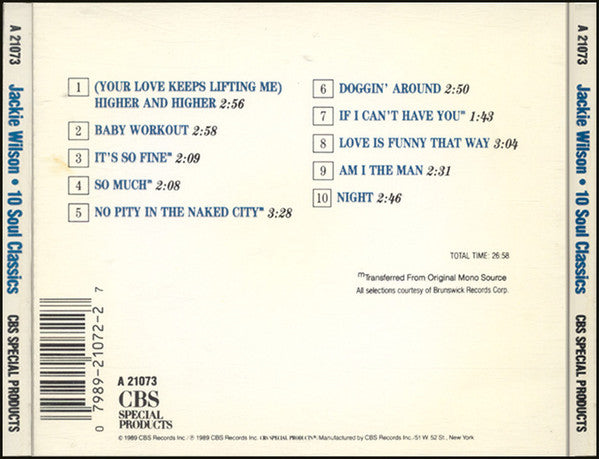 A 21073 Jackie Wilson • 10 Soul Classics CBS SPECIAL PRODUCTS
1 (YOUR LOVE KEEPS LIFTING ME)
HIGHER AND HIGHER 2:56
2 BABY WORKOUT 2:58
3 IT'S SO FINEᵐ 2:09
4 SO MUCHᵐ 2:08
5 NO PITY IN THE NAKED CITYᵐ 3:28
6 DOGGIN' AROUND 2:50
7 IF I CAN'T HAVE YOUᵐ 1:43
8 LOVE IS FUNNY THAT WAY 3:04
9 AM I THE MAN 2:31
10 NIGHT 2:46
TOTAL TIME: 26:58
ᵐTransferred From Original Mono Source
All selections courtesy of Brunswick Records Corp.
0 7989-21072-2 7
A 21073
CBS
SPECIAL
PRODUCTS
© 1989 CBS Records Inc./℗ 1989 CBS Records Inc. CBS SPECIAL PRODUCTS/Manufactured by CBS Records Inc./51 W. 52 St., New York
A 21073 Jackie Wilson • 10 Soul Classics CBS SPECIAL PRODUCTS